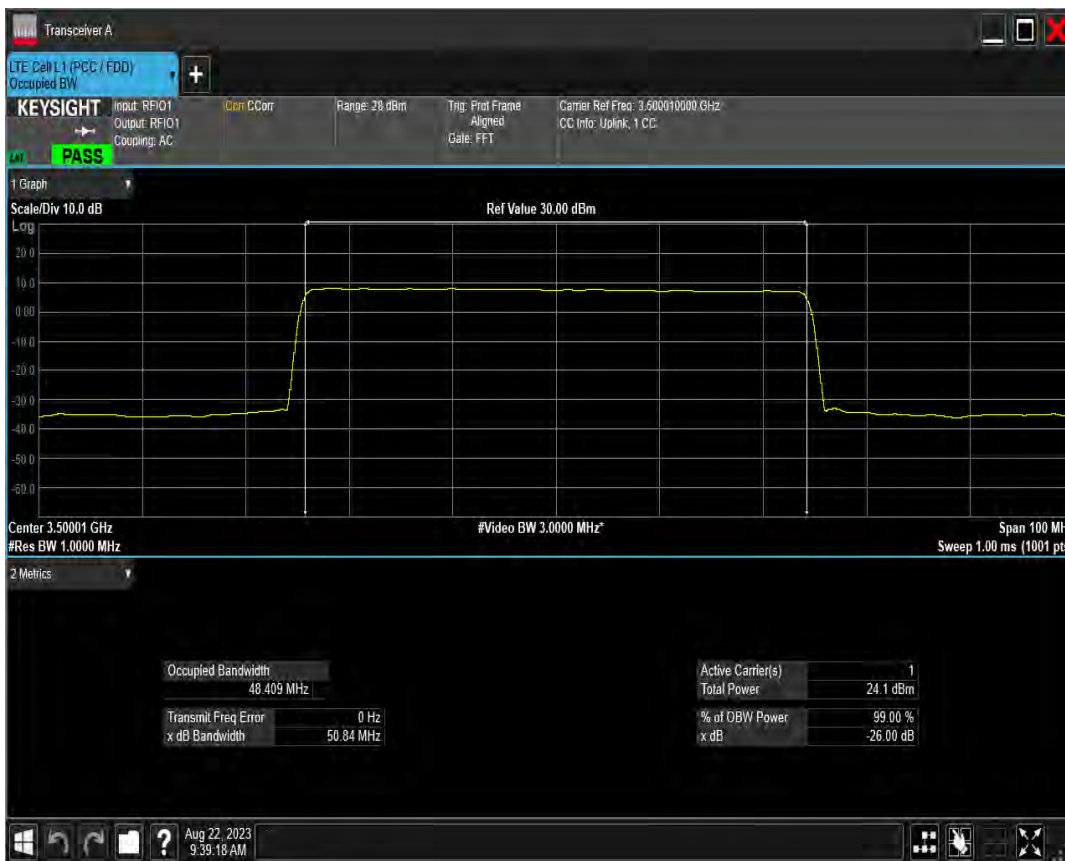 Transceiver A
LTE Cell L1 (PCC / FDD)
Occupied BW
KEYSIGHT
Input: RFIO1
Output: RFIO1
Coupling: AC
Corr CCorr
Range: 28 dBm
Trig: Prot Frame
Aligned
Gate: FFT
Carrier Ref Freq: 3.500010000 GHz
CC Info: Uplink, 1 CC
PASS
1 Graph
Scale/Div 10.0 dB
Ref Value 30.00 dBm
Log
20.0
10.0
0.00
-10.0
-20.0
-30.0
-40.0
-50.0
-60.0
Center 3.50001 GHz
#Video BW 3.0000 MHz*
Span 100 MH
#Res BW 1.0000 MHz
Sweep 1.00 ms (1001 pts
2 Metrics
Occupied Bandwidth
48.409 MHz
Transmit Freq Error 0 Hz
x dB Bandwidth 50.84 MHz
Active Carrier(s) 1
Total Power 24.1 dBm
% of OBW Power 99.00 %
x dB -26.00 dB
Aug 22, 2023
9:39:18 AM